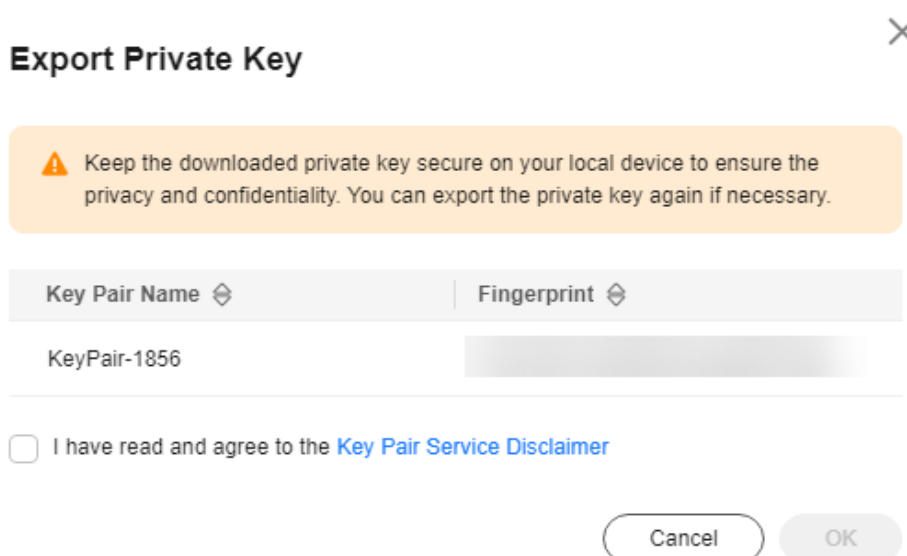 Export Private Key
Keep the downloaded private key secure on your local device to ensure the
privacy and confidentiality. You can export the private key again if necessary.
Key Pair Name Fingerprint
KeyPair-1856
I have read and agree to the Key Pair Service Disclaimer
Cancel OK